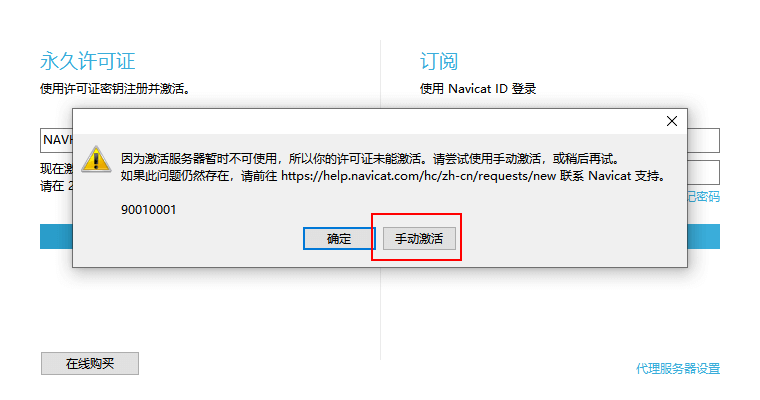 永久许可证
订阅
使用许可证密钥注册并激活。
使用 Navicat ID 登录
NAVH
现在激
请在 2
因为激活服务器暂时不可使用，所以你的许可证未能激活。请尝试使用手动激活，或稍后再试。
如果此问题仍然存在，请前往 https://help.navicat.com/hc/zh-cn/requests/new 联系 Navicat 支持。
90010001
确定
手动激活
记密码
在线购买
代理服务器设置